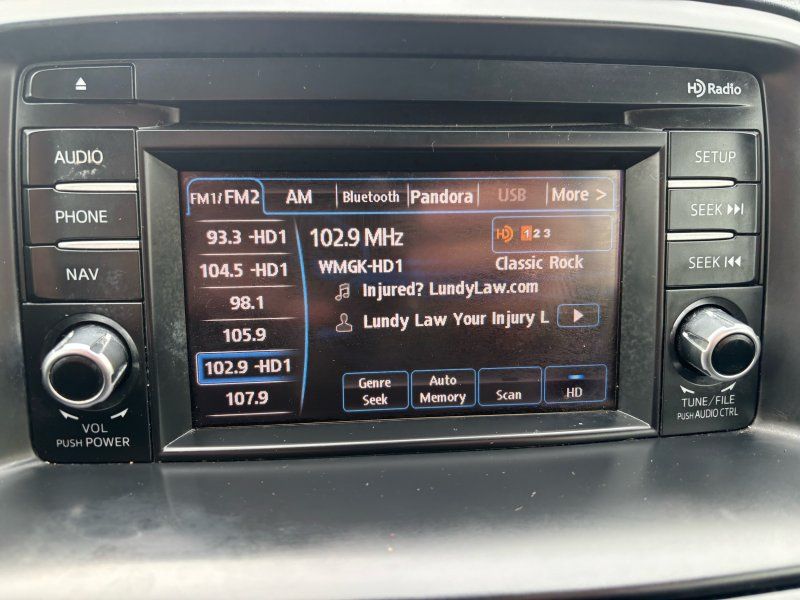 HD Radio
AUDIO
PHONE
NAV
VOL
PUSH POWER
FM1/FM2 AM Bluetooth Pandora USB More >
93.3 -HD1
104.5 -HD1
98.1
105.9
102.9 -HD1
107.9
102.9 MHz
HD 1 2 3
WMGK-HD1 Classic Rock
Injured? LundyLaw.com
Lundy Law Your Injury L
Genre Seek
Auto Memory
Scan
HD
SETUP
SEEK
SEEK
TUNE/FILE
PUSH AUDIO CTRL